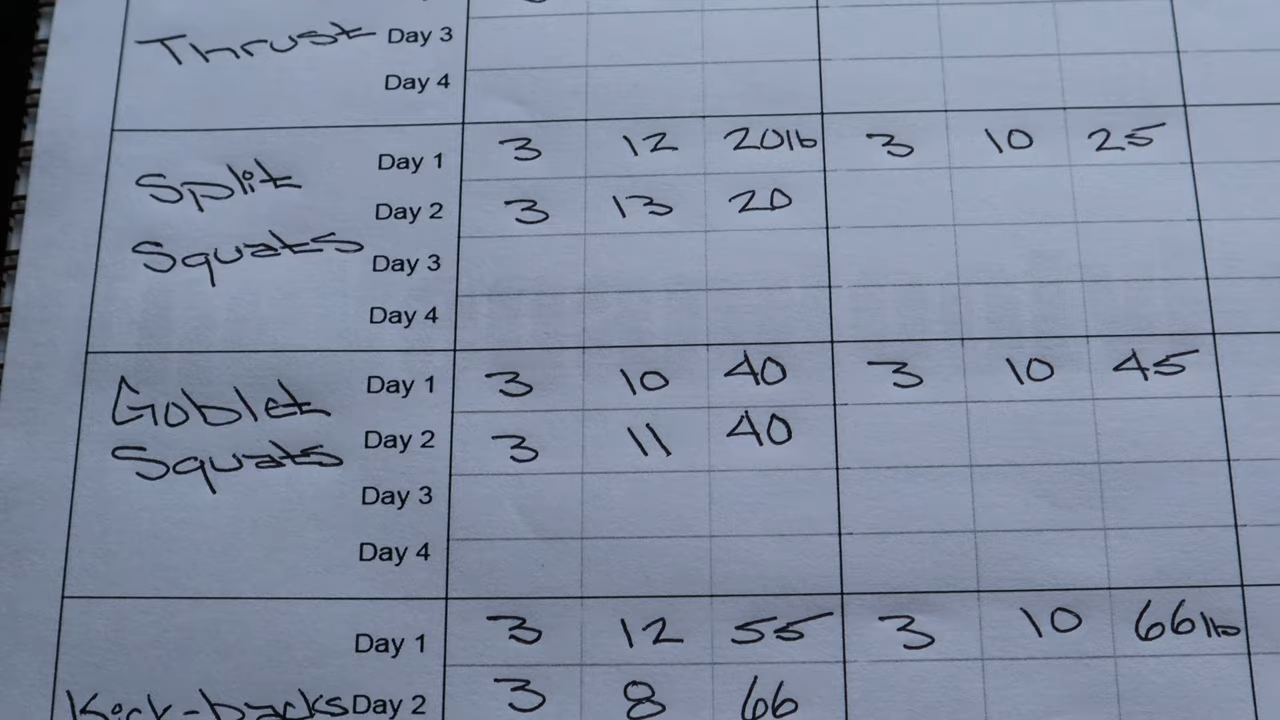 Thrust Day 3
Day 4
Day 1 3 12 20lb 3 10 25
Split
Day 2 3 13 20
Squats Day 3
Day 4
Day 1 3 10 40 3 10 45
Goblet
Day 2 3 11 40
Squats
Day 3
Day 4
Day 1 3 12 55 3 10 66lb
Kick-backs Day 2 3 8 66